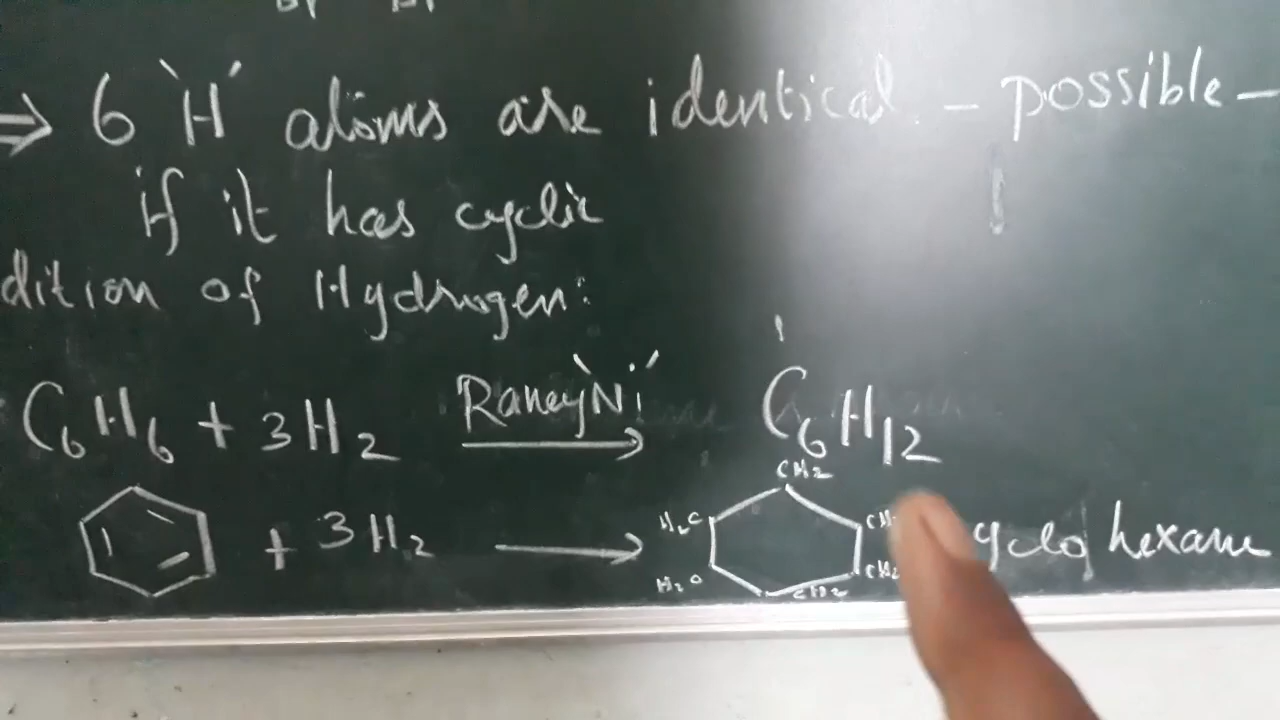 ⇒ 6 'H' atoms are identical - possible -
if it has cyclic
dition of Hydrogen:
C6H6 + 3H2 Raney 'Ni' → C6H12
+ 3H2 → CH2 H2C H2C CH2 CH2 yclo hexane